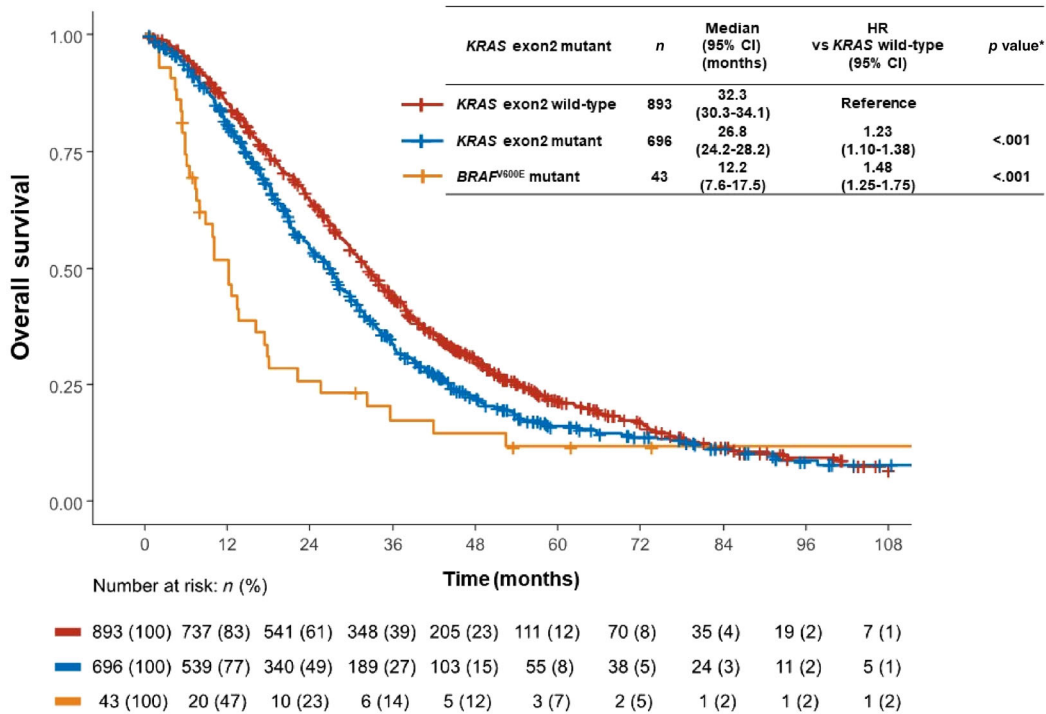 Median
HR
(95% CI)
vs KRAS wild-type
KRAS exon2 mutant n p value*
(months)
(95% CI)
KRAS exon2 wild-type 893 32.3 (30.3-34.1) Reference
KRAS exon2 mutant 696 26.8 (24.2-28.2) 1.23 (1.10-1.38) <.001
BRAFV600E mutant 43 12.2 (7.6-17.5) 1.48 (1.25-1.75) <.001
Overall survival
1.00
0.75
0.50
0.25
0.00
0 12 24 36 48 60 72 84 96 108
Time (months)
Number at risk: n (%)
893 (100) 737 (83) 541 (61) 348 (39) 205 (23) 111 (12) 70 (8) 35 (4) 19 (2) 7 (1)
696 (100) 539 (77) 340 (49) 189 (27) 103 (15) 55 (8) 38 (5) 24 (3) 11 (2) 5 (1)
43 (100) 20 (47) 10 (23) 6 (14) 5 (12) 3 (7) 2 (5) 1 (2) 1 (2) 1 (2)